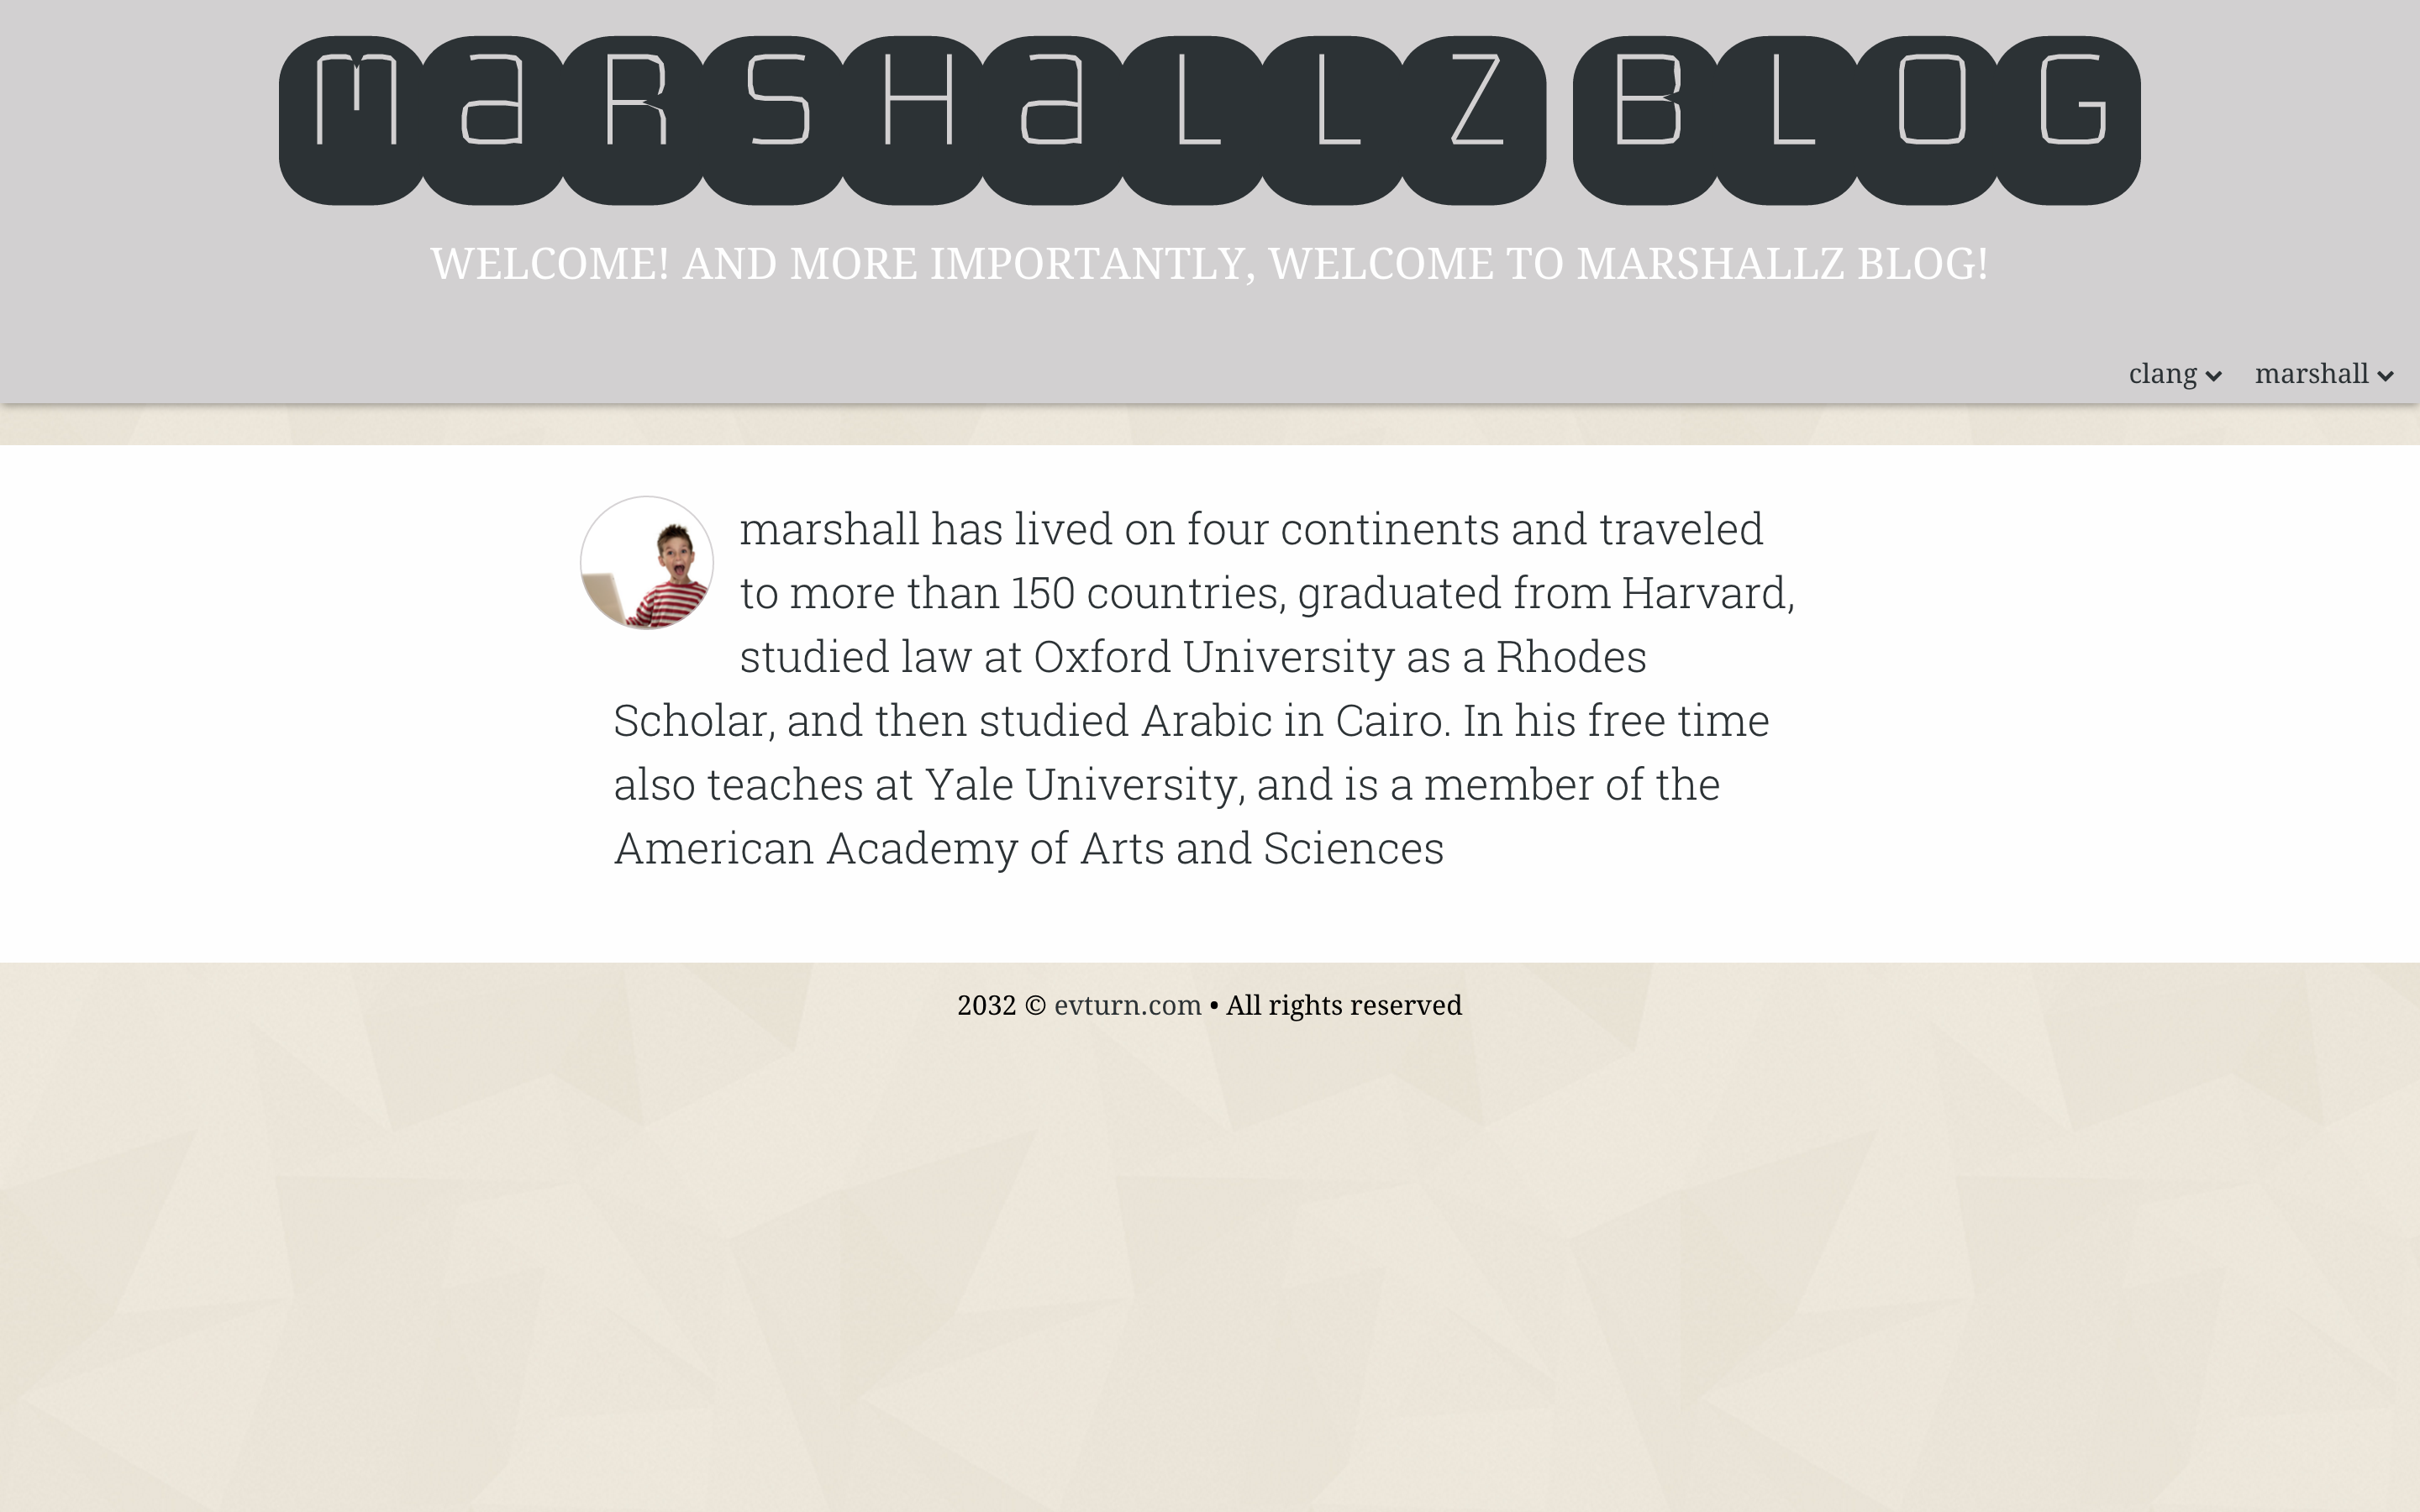 MaRSHaLLZ BLOG
WELCOME! AND MORE IMPORTANTLY, WELCOME TO MARSHALLZ BLOG!
clang marshall
marshall has lived on four continents and traveled
to more than 150 countries, graduated from Harvard,
studied law at Oxford University as a Rhodes
Scholar, and then studied Arabic in Cairo. In his free time
also teaches at Yale University, and is a member of the
American Academy of Arts and Sciences
2032 © evturn.com • All rights reserved